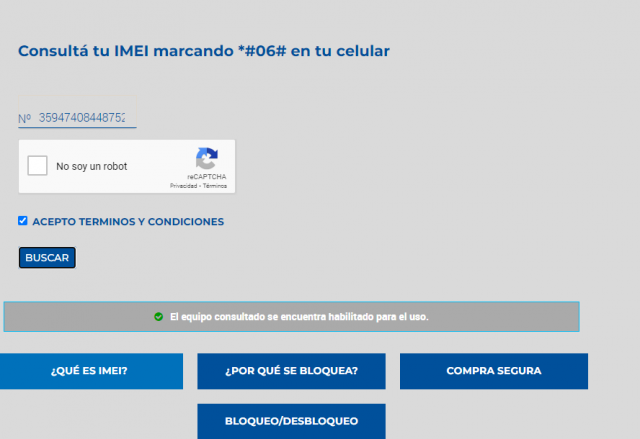 Consultá tu IMEI marcando *#06# en tu celular
Nº 35947408448752
No soy un robot
reCAPTCHA
Privacidad - Términos
ACEPTO TERMINOS Y CONDICIONES
BUSCAR
El equipo consultado se encuentra habilitado para el uso.
¿QUÉ ES IMEI? ¿POR QUÉ SE BLOQUEA? COMPRA SEGURA
BLOQUEO/DESBLOQUEO